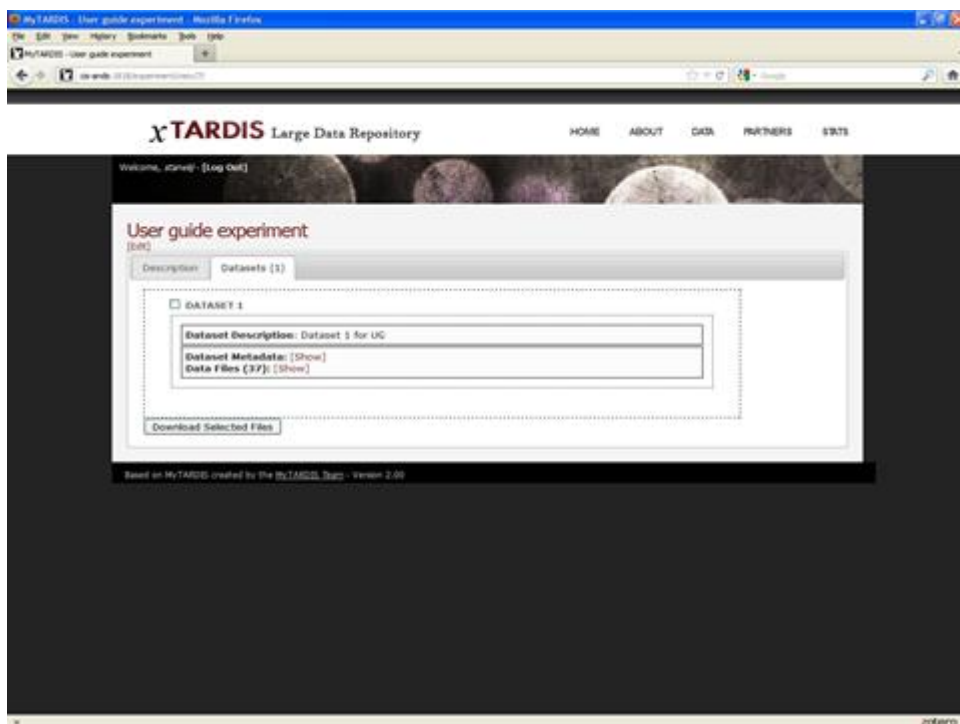 MyTARDIS - User guide experiment - Mozilla Firefox
File Edit View History Bookmarks Tools Help
MyTARDIS - User guide experiment +
Google
χTARDIS Large Data Repository
HOME ABOUT DATA PARTNERS STATS
Welcome, [Log Out]
User guide experiment
[Edit]
Description Datasets (1)
DATASET 1
Dataset Description: Dataset 1 for UG
Dataset Metadata: [Show]
Data Files (37): [Show]
Download Selected Files
Based on MyTARDIS created by the MyTARDIS Team - Version 2.00
zotero